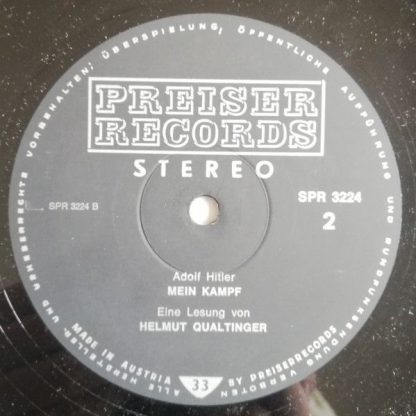 PREISER
RECORDS
STEREO
SPR 3224 B
SPR 3224
2
Adolf Hitler
MEIN KAMPF
Eine Lesung von
HELMUT QUALTINGER
33
MADE IN AUSTRIA BY PREISERRECORDS
ALLE HERSTELLER- UND URHEBERRECHTE VORBEHALTEN; ÜBERSPIELUNG, ÖFFENTLICHE AUFFÜHRUNG UND RUNDFUNKSENDUNG VERBOTEN